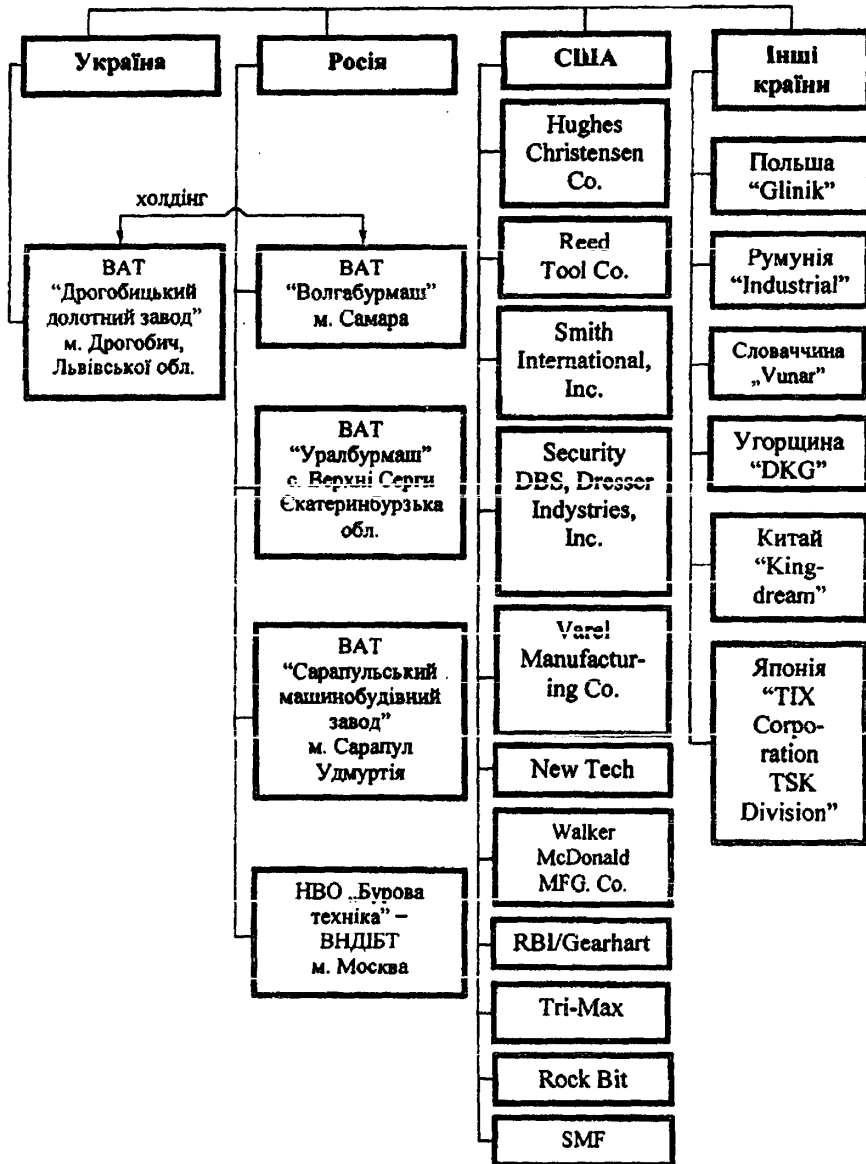 Україна
Росія
США
Інші
країни
холдінг
ВАТ
“Дрогобицький
долотний завод”
м. Дрогобич,
Львівської обл.
ВАТ
“Волгабурмаш”
м. Самара
ВАТ
“Уралбурмаш”
с. Верхні Серги
Єкатеринбурзька
обл.
ВАТ
“Сарапульський
машинобудівний
завод”
м. Сарапул
Удмуртія
НВО „Бурова
техніка” –
ВНДІБТ
м. Москва
Hughes
Christensen
Co.
Reed
Tool Co.
Smith
International,
Inc.
Security
DBS, Dresser
Indystries,
Inc.
Varel
Manufactur-
ing Co.
New Tech
Walker
McDonald
MFG. Co.
RBI/Gearhart
Tri-Max
Rock Bit
SMF
Польша
“Glinik”
Румунія
“Industrial”
Словаччина
„Vunar”
Угорщина
“DKG”
Китай
“King-
dream”
Японія
“TIX
Corpo-
ration
TSK
Division”